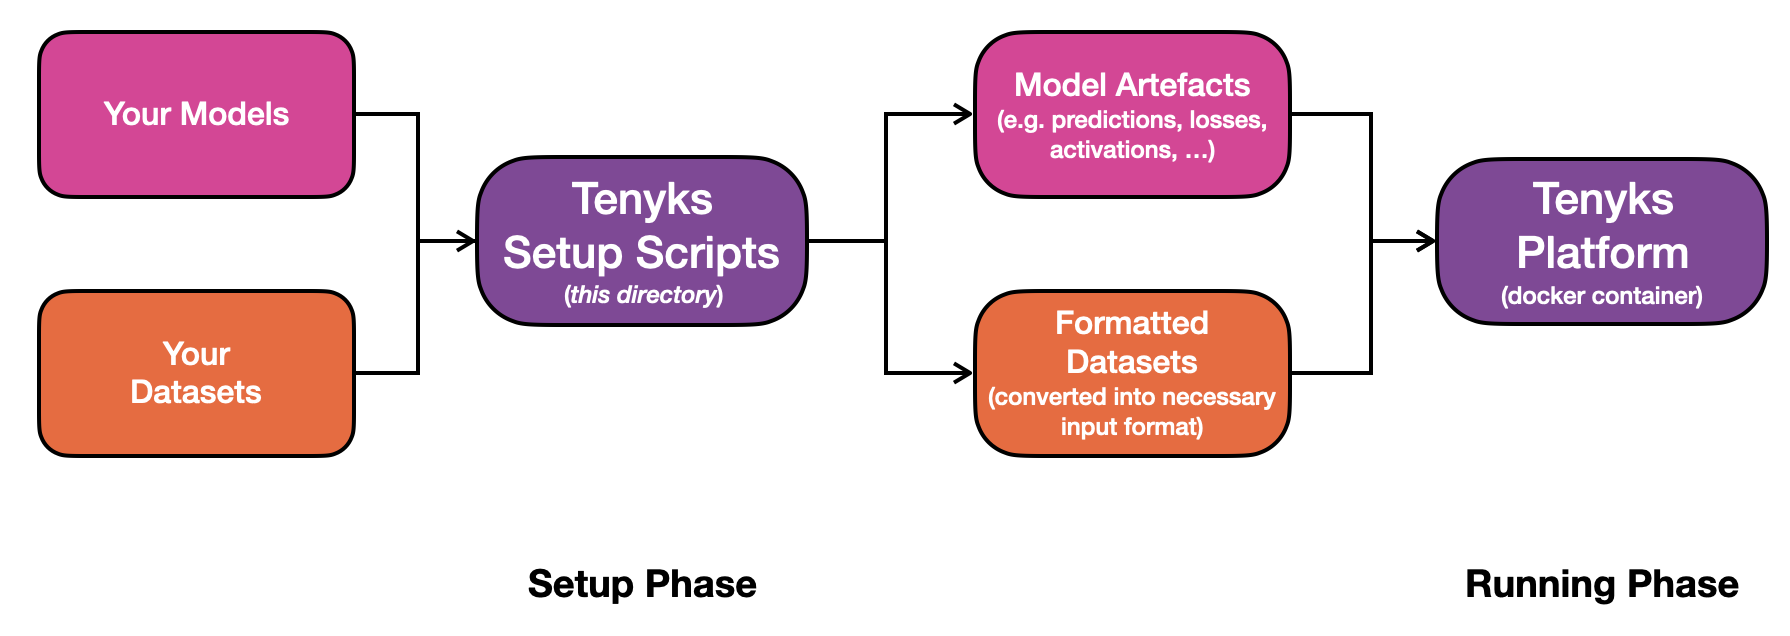 Your Models
Your
Datasets
Tenyks
Setup Scripts
(this directory)
Model Artefacts
(e.g. predictions, losses,
activations, ...)
Formatted
Datasets
(converted into necessary
input format)
Tenyks
Platform
(docker container)
Setup Phase
Running Phase